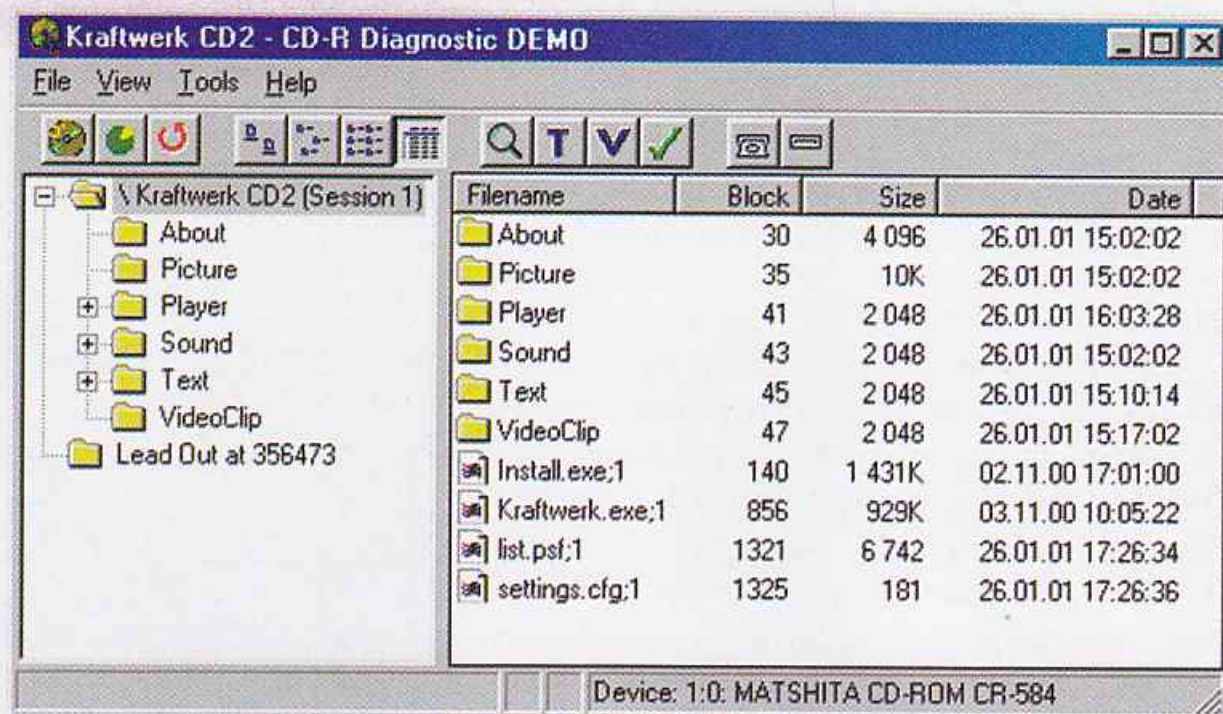 Kraftwerk CD2 - CD-R Diagnostic DEMO
File View Tools Help
\ Kraftwerk CD2 (Session 1)
About
Picture
Player
Sound
Text
VideoClip
Lead Out at 356473
Filename Block Size Date
About 30 4 096 26.01.01 15:02:02
Picture 35 10K 26.01.01 15:02:02
Player 41 2 048 26.01.01 16:03:28
Sound 43 2 048 26.01.01 15:02:02
Text 45 2 048 26.01.01 15:10:14
VideoClip 47 2 048 26.01.01 15:17:02
Install.exe;1 140 1 431K 02.11.00 17:01:00
Kraftwerk.exe;1 856 929K 03.11.00 10:05:22
list.psf;1 1321 6 742 26.01.01 17:26:34
settings.cfg;1 1325 181 26.01.01 17:26:36
Device: 1:0: MATSHITA CD-ROM CR-584